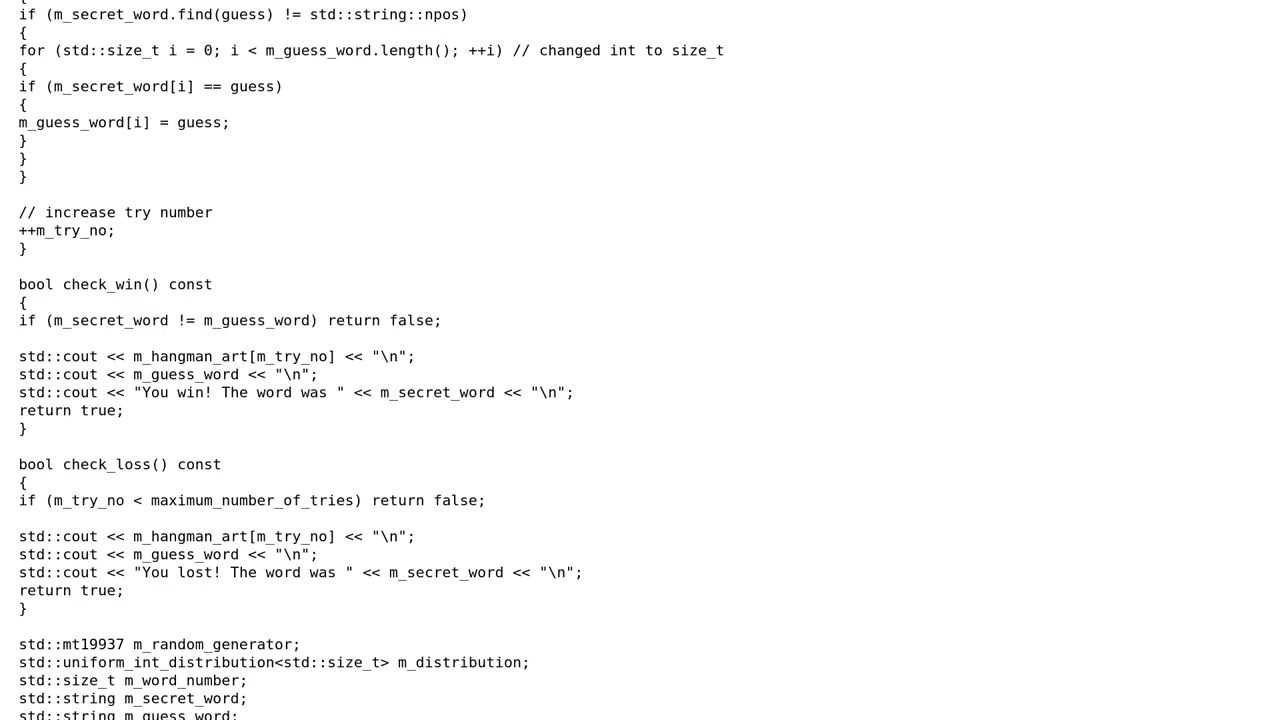 {
if (m_secret_word.find(guess) != std::string::npos)
{
for (std::size_t i = 0; i < m_guess_word.length(); ++i) // changed int to size_t
{
if (m_secret_word[i] == guess)
{
m_guess_word[i] = guess;
}
}
}

// increase try number
++m_try_no;
}

bool check_win() const
{
if (m_secret_word != m_guess_word) return false;

std::cout << m_hangman_art[m_try_no] << "\n";
std::cout << m_guess_word << "\n";
std::cout << "You win! The word was " << m_secret_word << "\n";
return true;
}

bool check_loss() const
{
if (m_try_no < maximum_number_of_tries) return false;

std::cout << m_hangman_art[m_try_no] << "\n";
std::cout << m_guess_word << "\n";
std::cout << "You lost! The word was " << m_secret_word << "\n";
return true;
}

std::mt19937 m_random_generator;
std::uniform_int_distribution<std::size_t> m_distribution;
std::size_t m_word_number;
std::string m_secret_word;
std::string m_guess_word;